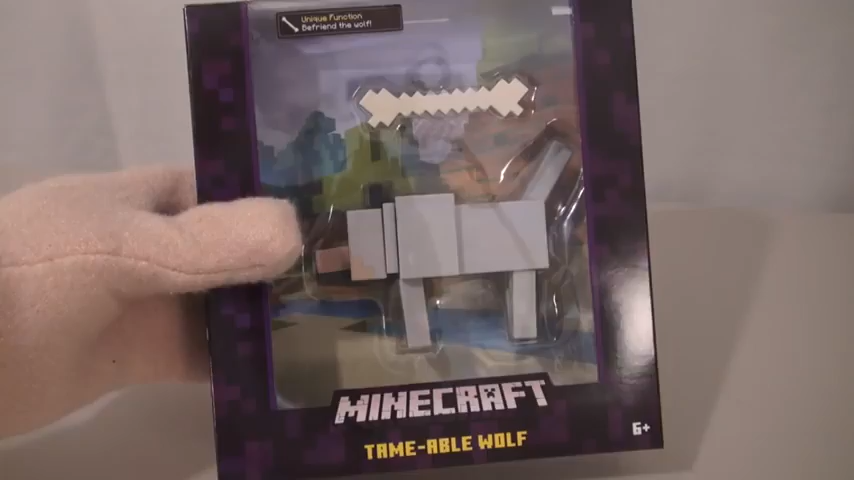 Unique Function
Befriend the wolf!
MINECRAFT
TAME-ABLE WOLF
6+